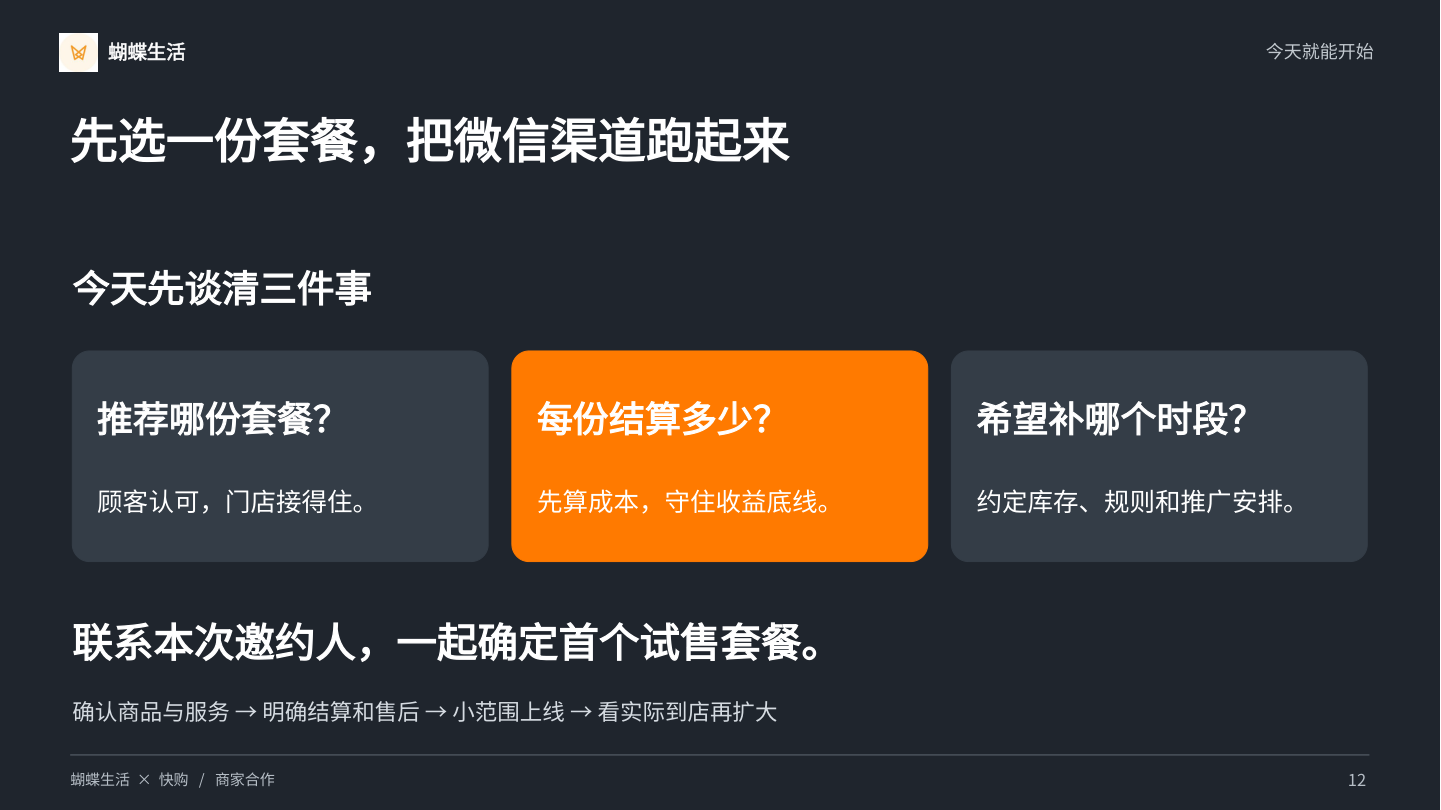 蝴蝶生活
今天就能开始
先选一份套餐，把微信渠道跑起来
今天先谈清三件事
推荐哪份套餐？
顾客认可，门店接得住。
每份结算多少？
先算成本，守住收益底线。
希望补哪个时段？
约定库存、规则和推广安排。
联系本次邀约人，一起确定首个试售套餐。
确认商品与服务 → 明确结算和售后 → 小范围上线 → 看实际到店再扩大
蝴蝶生活 × 快购 / 商家合作
12